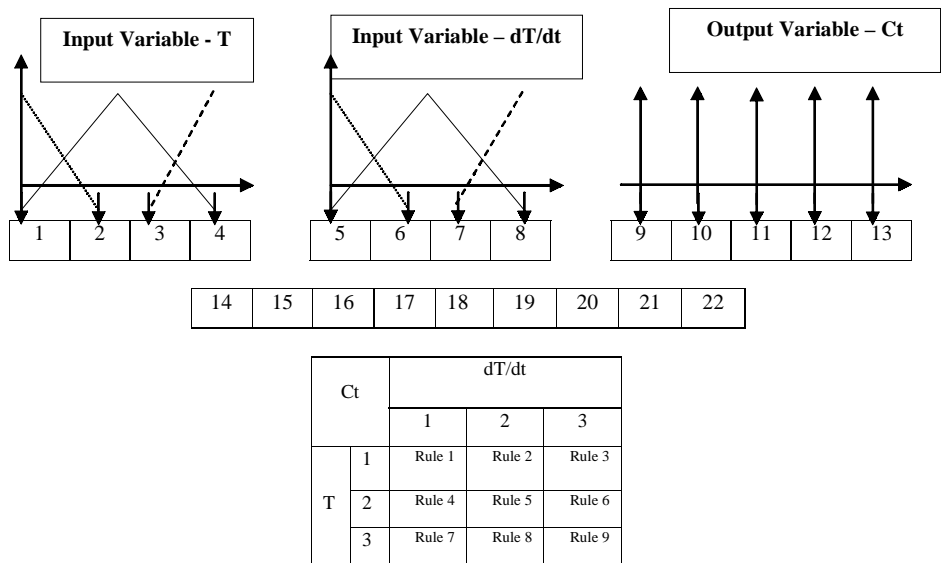 Input Variable - T
Input Variable – dT/dt
Output Variable – Ct
1 2 3 4
5 6 7 8
9 10 11 12 13
14 15 16 17 18 19 20 21 22
Ct dT/dt
1 2 3
T 1 Rule 1 Rule 2 Rule 3
2 Rule 4 Rule 5 Rule 6
3 Rule 7 Rule 8 Rule 9